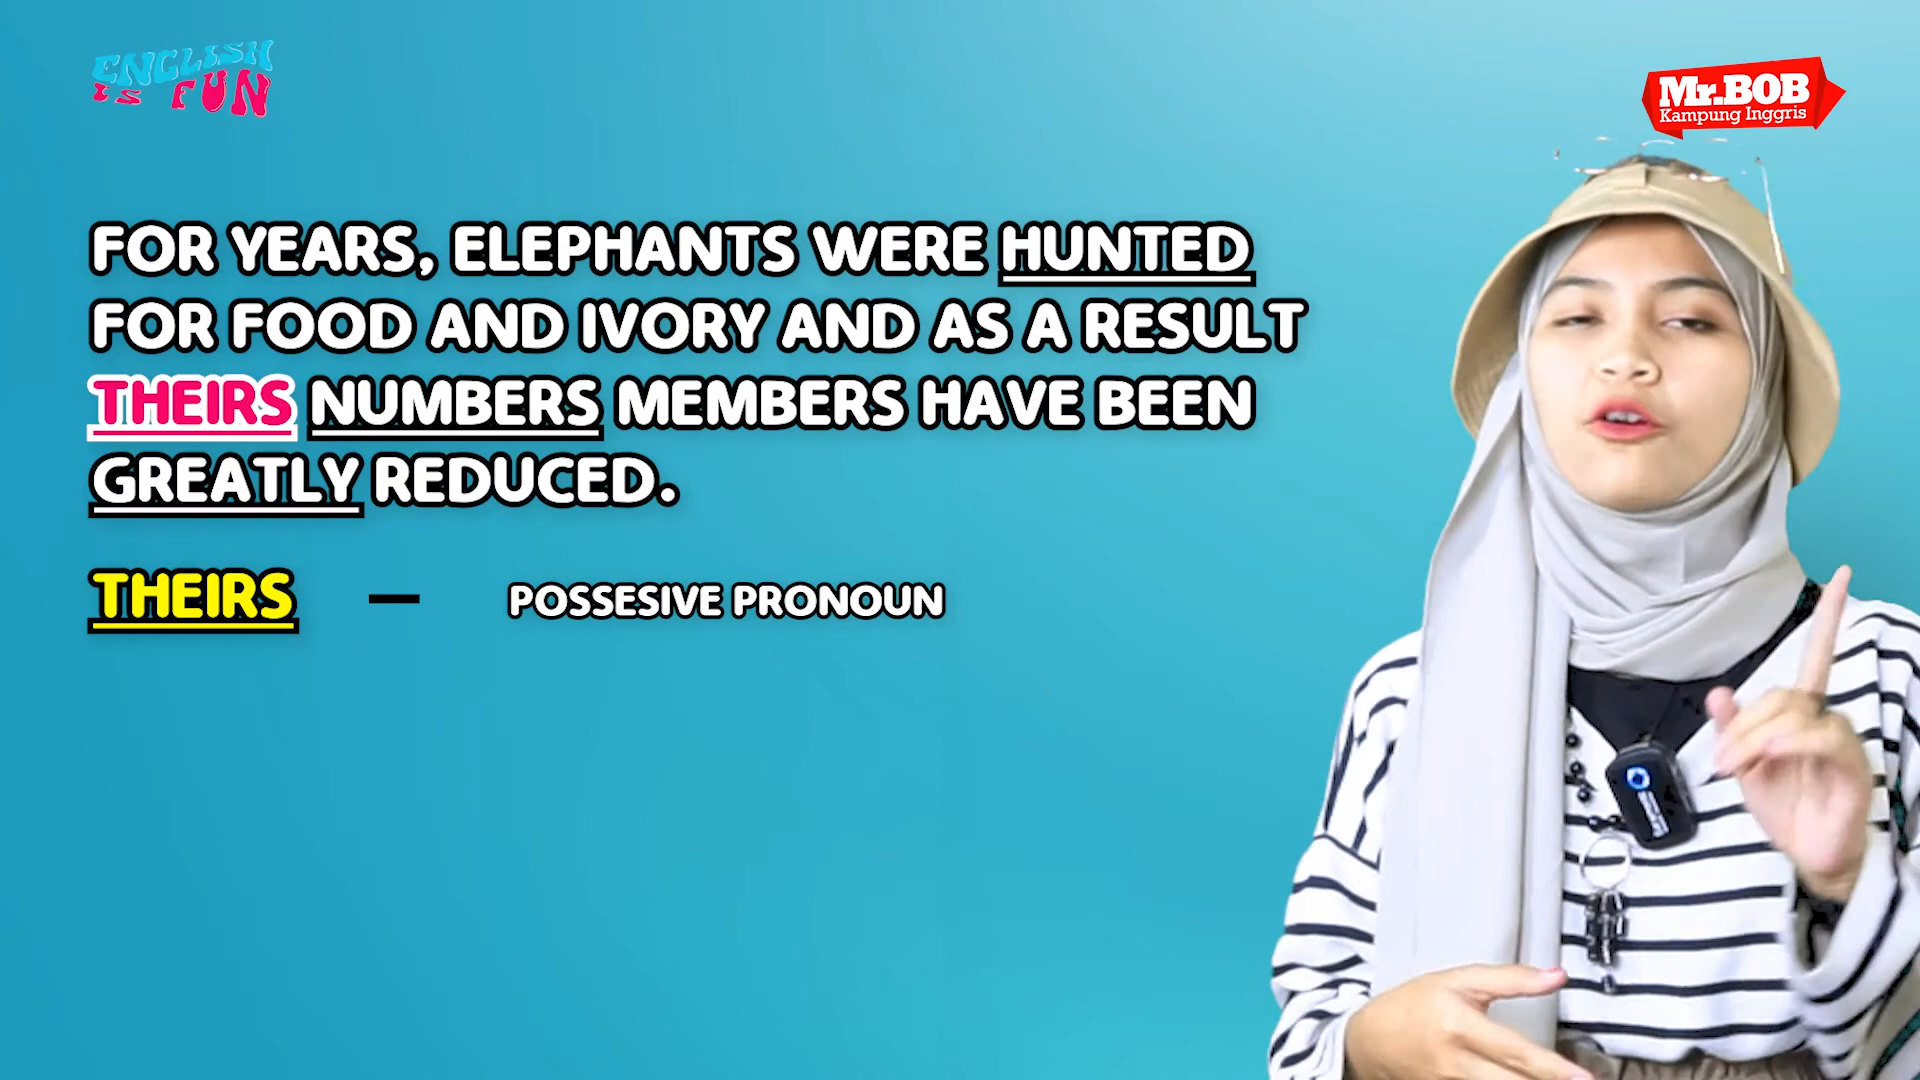 ENGLISH
IS FUN
Mr.BOB
Kampung Inggris
FOR YEARS, ELEPHANTS WERE HUNTED
FOR FOOD AND IVORY AND AS A RESULT
THEIRS NUMBERS MEMBERS HAVE BEEN
GREATLY REDUCED.
THEIRS – POSSESIVE PRONOUN